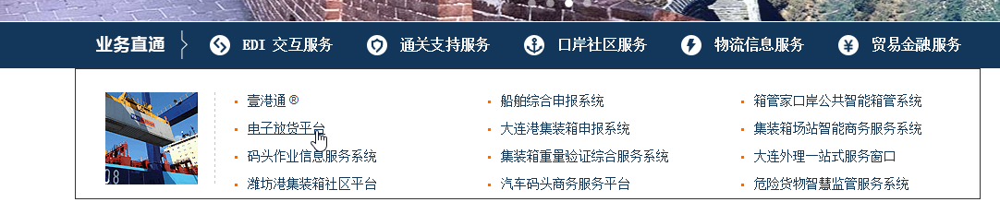 业务直通 EDI 交互服务 通关支持服务 口岸社区服务 物流信息服务 贸易金融服务
壹港通® 船舶综合申报系统 箱管家口岸公共智能箱管系统
电子放货平台 大连港集装箱申报系统 集装箱场站智能商务服务系统
码头作业信息服务系统 集装箱重量验证综合服务系统 大连外理一站式服务窗口
潍坊港集装箱社区平台 汽车码头商务服务平台 危险货物智慧监管服务系统
08